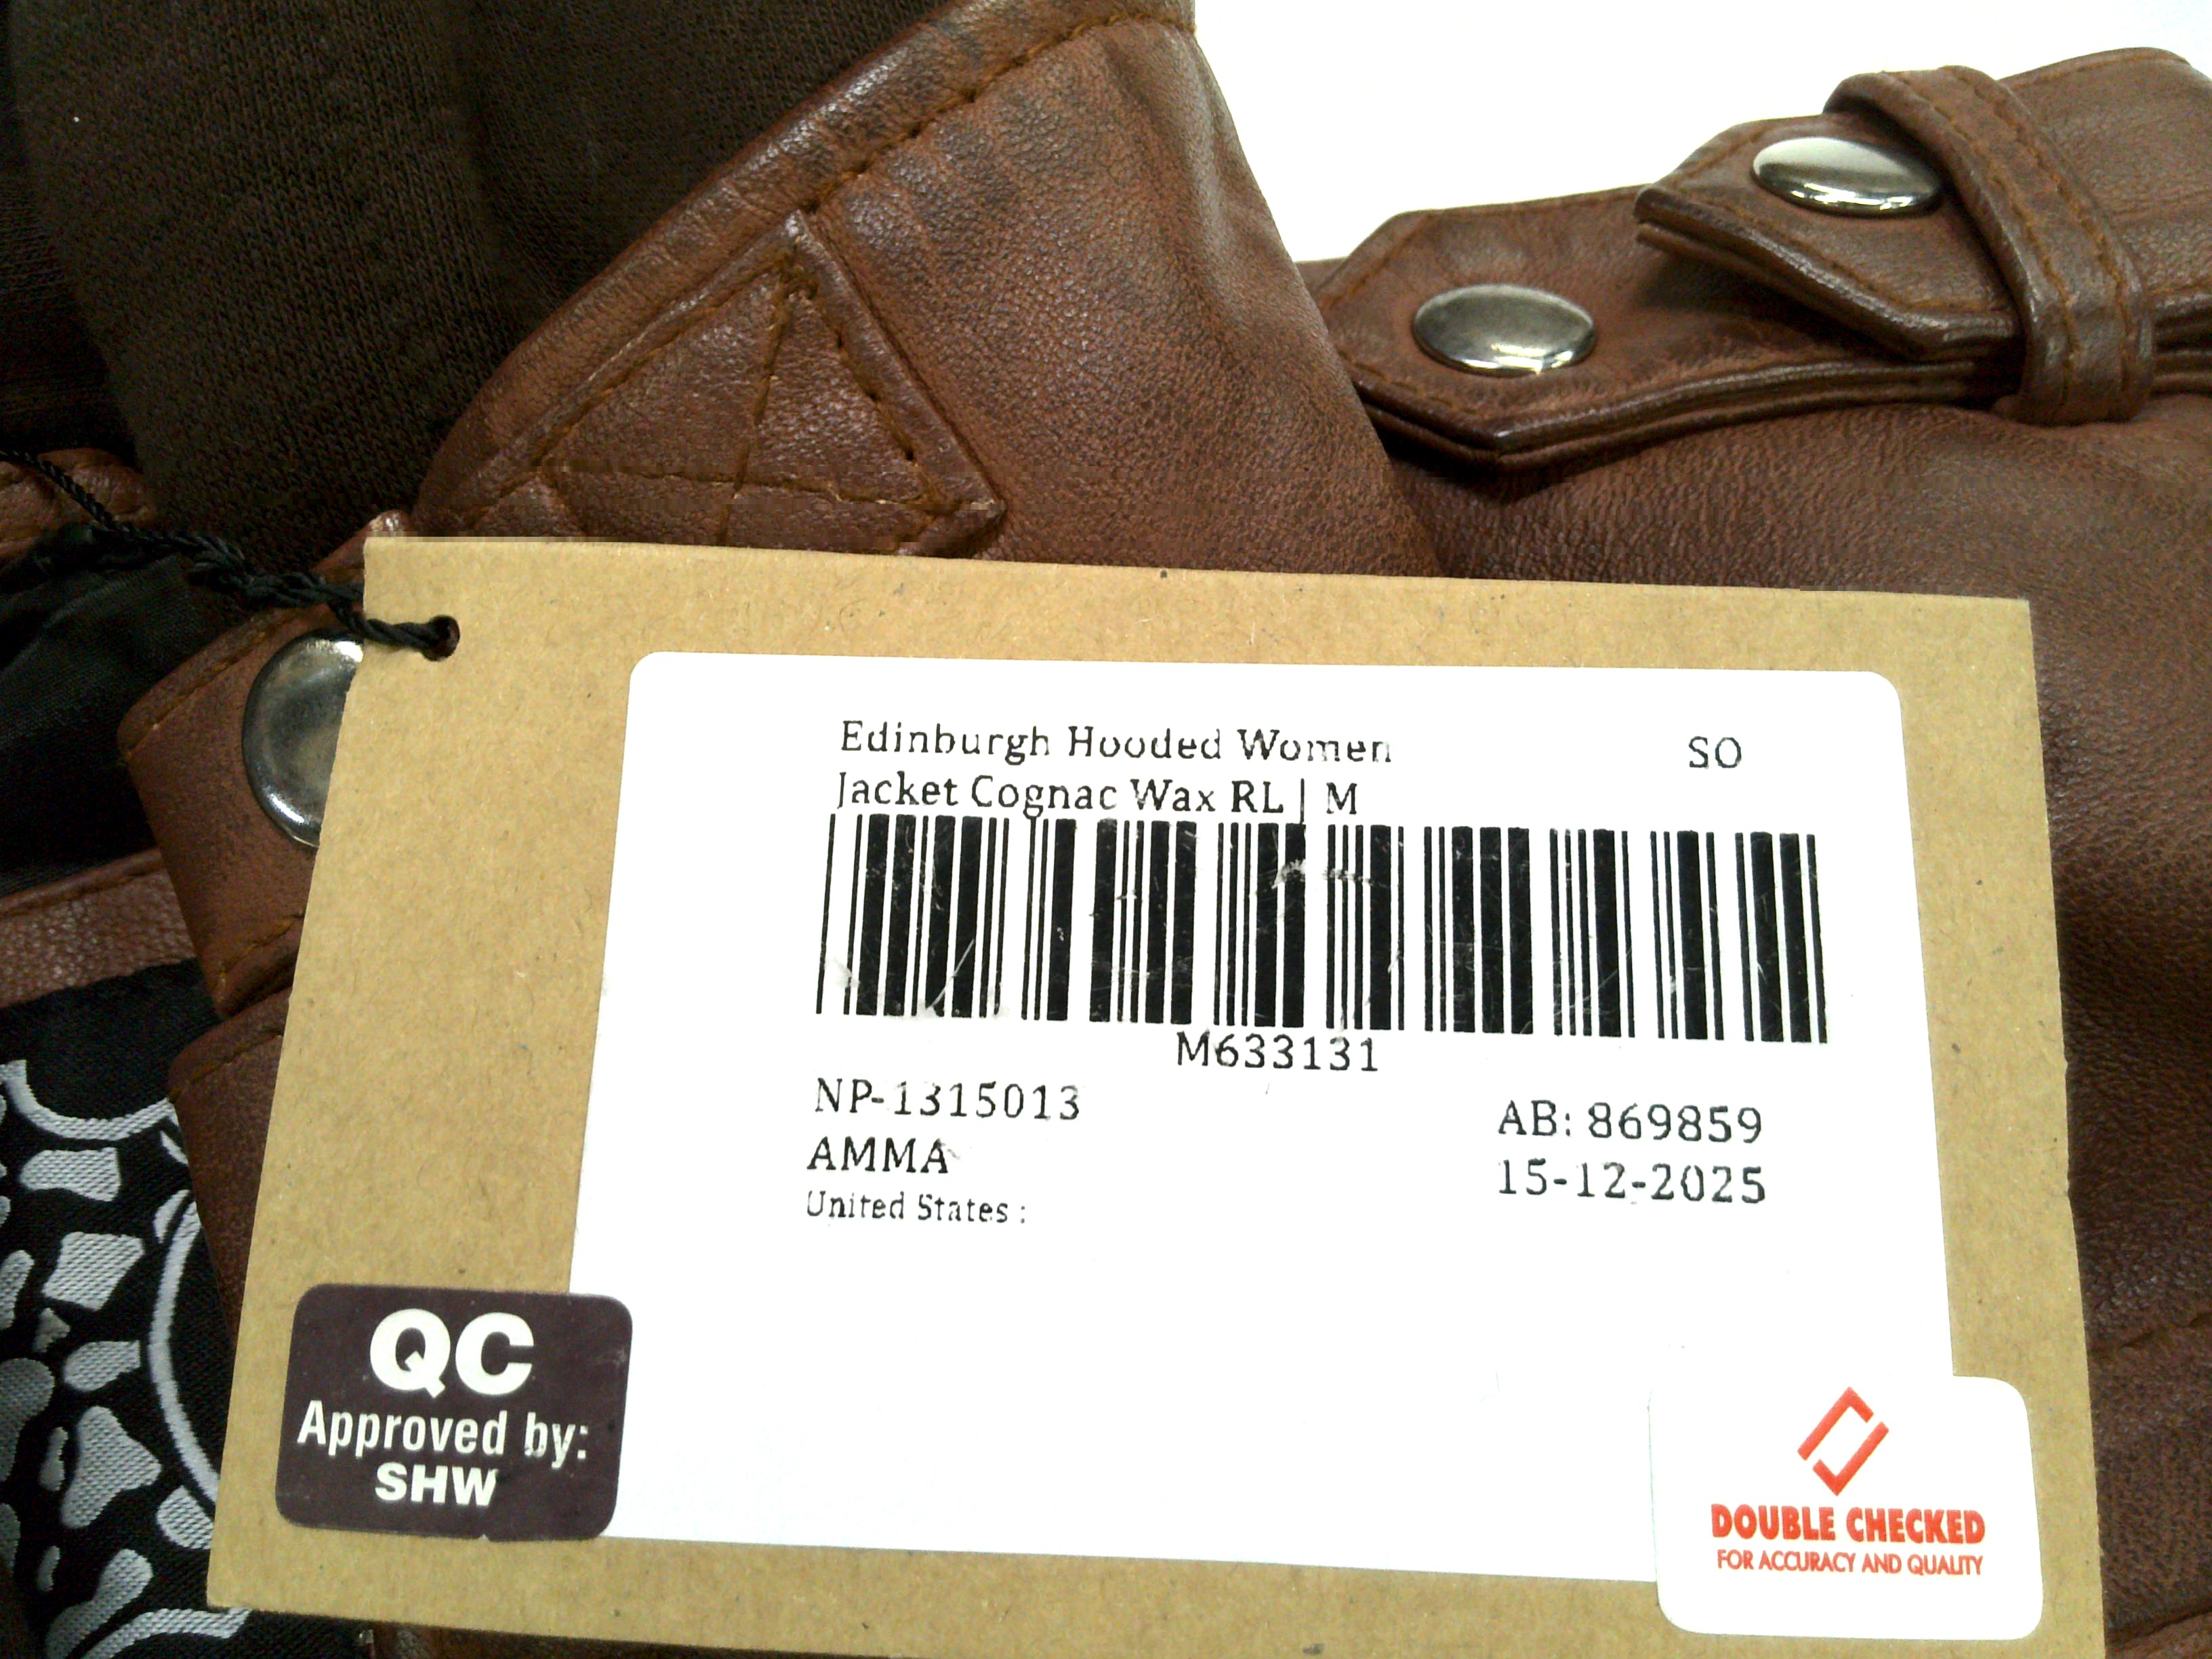 Edinburgh Hooded Women
SO
Jacket Cognac Wax RL | M
M633131
NP-1315013
AB: 869859
AMMA
15-12-2025
United States :
QC
Approved by:
SHW
DOUBLE CHECKED
FOR ACCURACY AND QUALITY